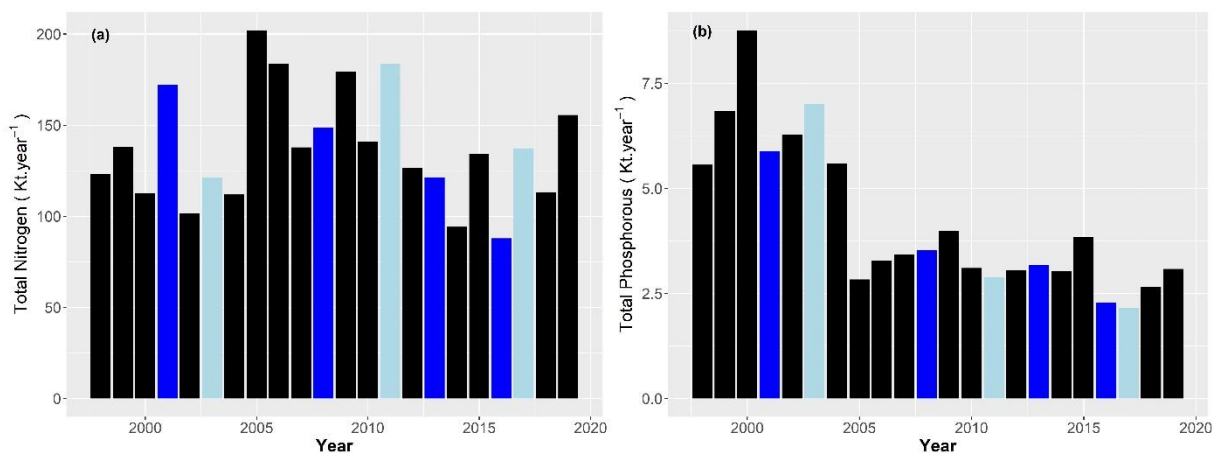 (a)
200
150
100
50
0
Total Nitrogen ( Kt.year⁻¹ )
2000 2005 2010 2015 2020
Year
(b)
7.5
5.0
2.5
0.0
Total Phosphorous ( Kt.year⁻¹ )
2000 2005 2010 2015 2020
Year